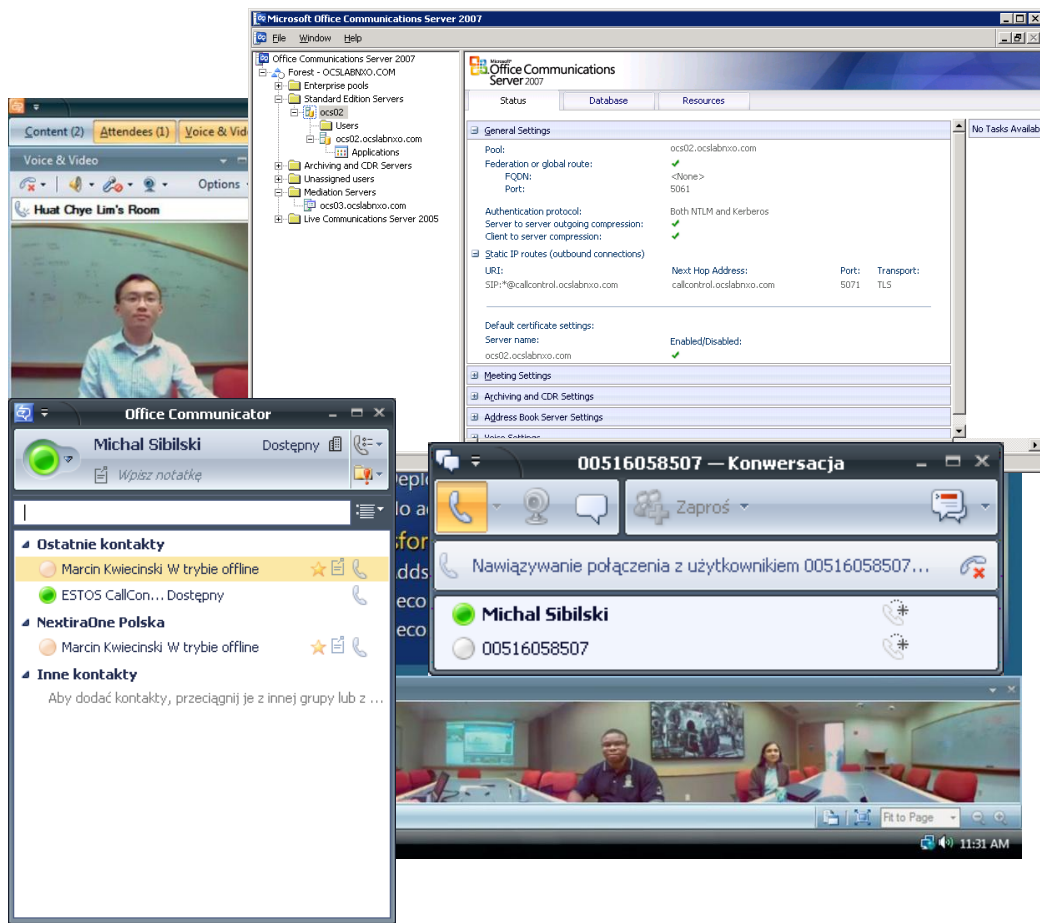 Microsoft Office Communications Server 2007
File Window Help
Office Communications Server 2007
Forest - OCSLABNXO.COM
Enterprise pools
Standard Edition Servers
ocs02
Users
ocs02.ocslabnxo.com
Applications
Archiving and CDR Servers
Unassigned users
Mediation Servers
ocs03.ocslabnxo.com
Live Communications Server 2005
Microsoft
Office Communications
Server 2007
Status Database Resources
General Settings
Pool: ocs02.ocslabnxo.com
Federation or global route:
FQDN: <None>
Port: 5061
Authentication protocol: Both NTLM and Kerberos
Server to server outgoing compression:
Client to server compression:
Static IP routes (outbound connections)
URI: Next Hop Address: Port: Transport:
SIP:*@callcontrol.ocslabnxo.com callcontrol.ocslabnxo.com 5071 TLS
Default certificate settings:
Server name: Enabled/Disabled:
ocs02.ocslabnxo.com
Meeting Settings
Archiving and CDR Settings
Address Book Server Settings
Voice Settings
No Tasks Availab
Content (2) Attendees (1) Voice & Vid
Voice & Video
Options
Huat Chye Lim's Room
Office Communicator
Michal Sibilski Dostępny
Wpisz notatkę
Ostatnie kontakty
Marcin Kwiecinski W trybie offline
ESTOS CallCon... Dostępny
NextiraOne Polska
Marcin Kwiecinski W trybie offline
Inne kontakty
Aby dodać kontakty, przeciągnij je z innej grupy lub z ...
00516058507 — Konwersacja
Zaproś
Nawiązywanie połączenia z użytkownikiem 00516058507...
Michal Sibilski
00516058507
Fit to Page
11:31 AM